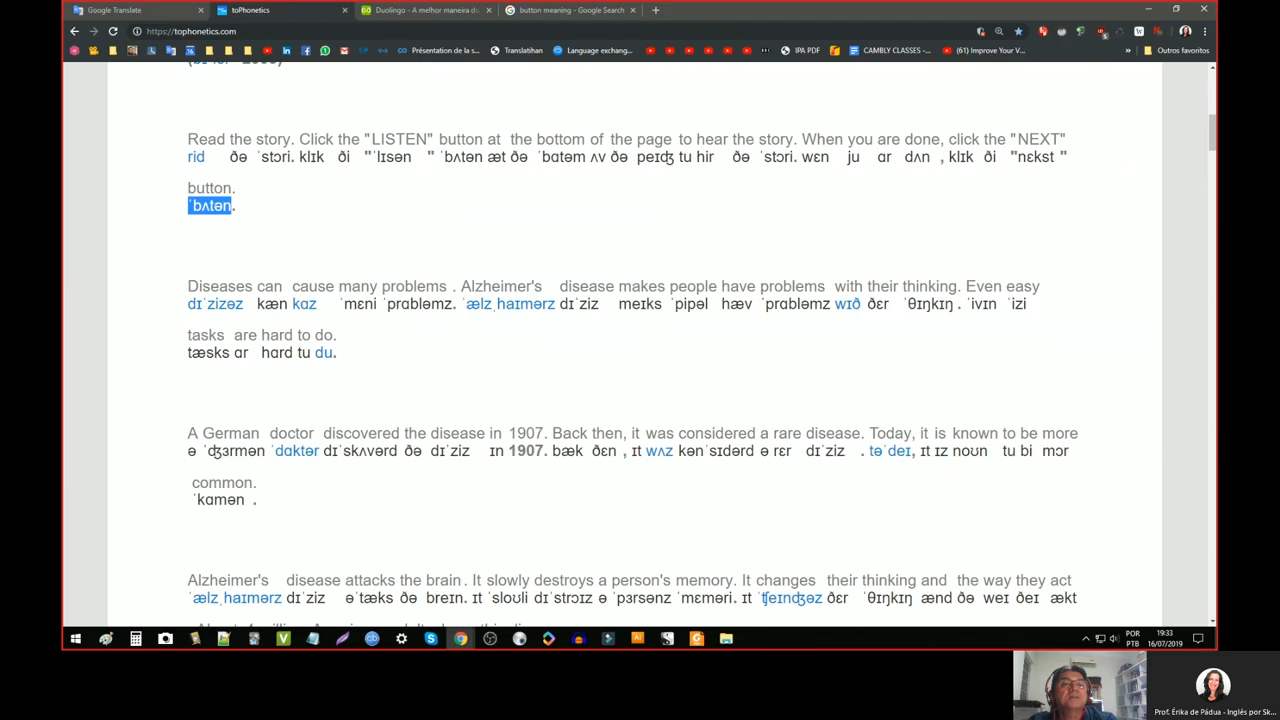 Google Translate
toPhonetics
Duolingo - A melhor maneira de
button meaning - Google Search
https://tophonetics.com
Présentation de la s...
Translatihan
Language exchang...
IPA PDF
CAMBLY CLASSES -...
(61) Improve Your V...
Outros favoritos
Read the story. Click the "LISTEN" button at the bottom of the page to hear the story. When you are done, click the "NEXT"
rid ðə ˈstɔri. klɪk ði "ˈlɪsən " ˈbʌtən æt ðə ˈbɑtəm ʌv ðə peɪʤ tu hir ðə ˈstɔri. wɛn ju ɑr dʌn , klɪk ði "nɛkst "
button.
ˈbʌtən.
Diseases can cause many problems . Alzheimer's disease makes people have problems with their thinking. Even easy
dɪˈzizəz kæn kɑz ˈmɛni ˈprɑbləmz. ˈælzˌhaɪmərz dɪˈziz meɪks ˈpipəl hæv ˈprɑbləmz wɪð ðɛr ˈθɪŋkɪŋ . ˈivɪn ˈizi
tasks are hard to do.
tæsks ɑr hɑrd tu du.
A German doctor discovered the disease in 1907. Back then, it was considered a rare disease. Today, it is known to be more
ə ˈʤɜrmən ˈdɑktər dɪˈskʌvərd ðə dɪˈziz ɪn 1907. bæk ðɛn , ɪt wʌz kənˈsɪdərd ə rɛr dɪˈziz . təˈdeɪ, ɪt ɪz noʊn tu bi mɔr
common.
ˈkɑmən .
Alzheimer's disease attacks the brain. It slowly destroys a person's memory. It changes their thinking and the way they act
ˈælzˌhaɪmərz dɪˈziz əˈtæks ðə breɪn. ɪt ˈsloʊli dɪˈstrɔɪz ə ˈpɜrsənz ˈmɛməri. ɪt ˈʧeɪnʤəz ðɛr ˈθɪŋkɪŋ ænd ðə weɪ ðeɪ ækt
POR
PTB
19:33
16/07/2019
Prof. Érika de Pádua - Inglês por Sk...